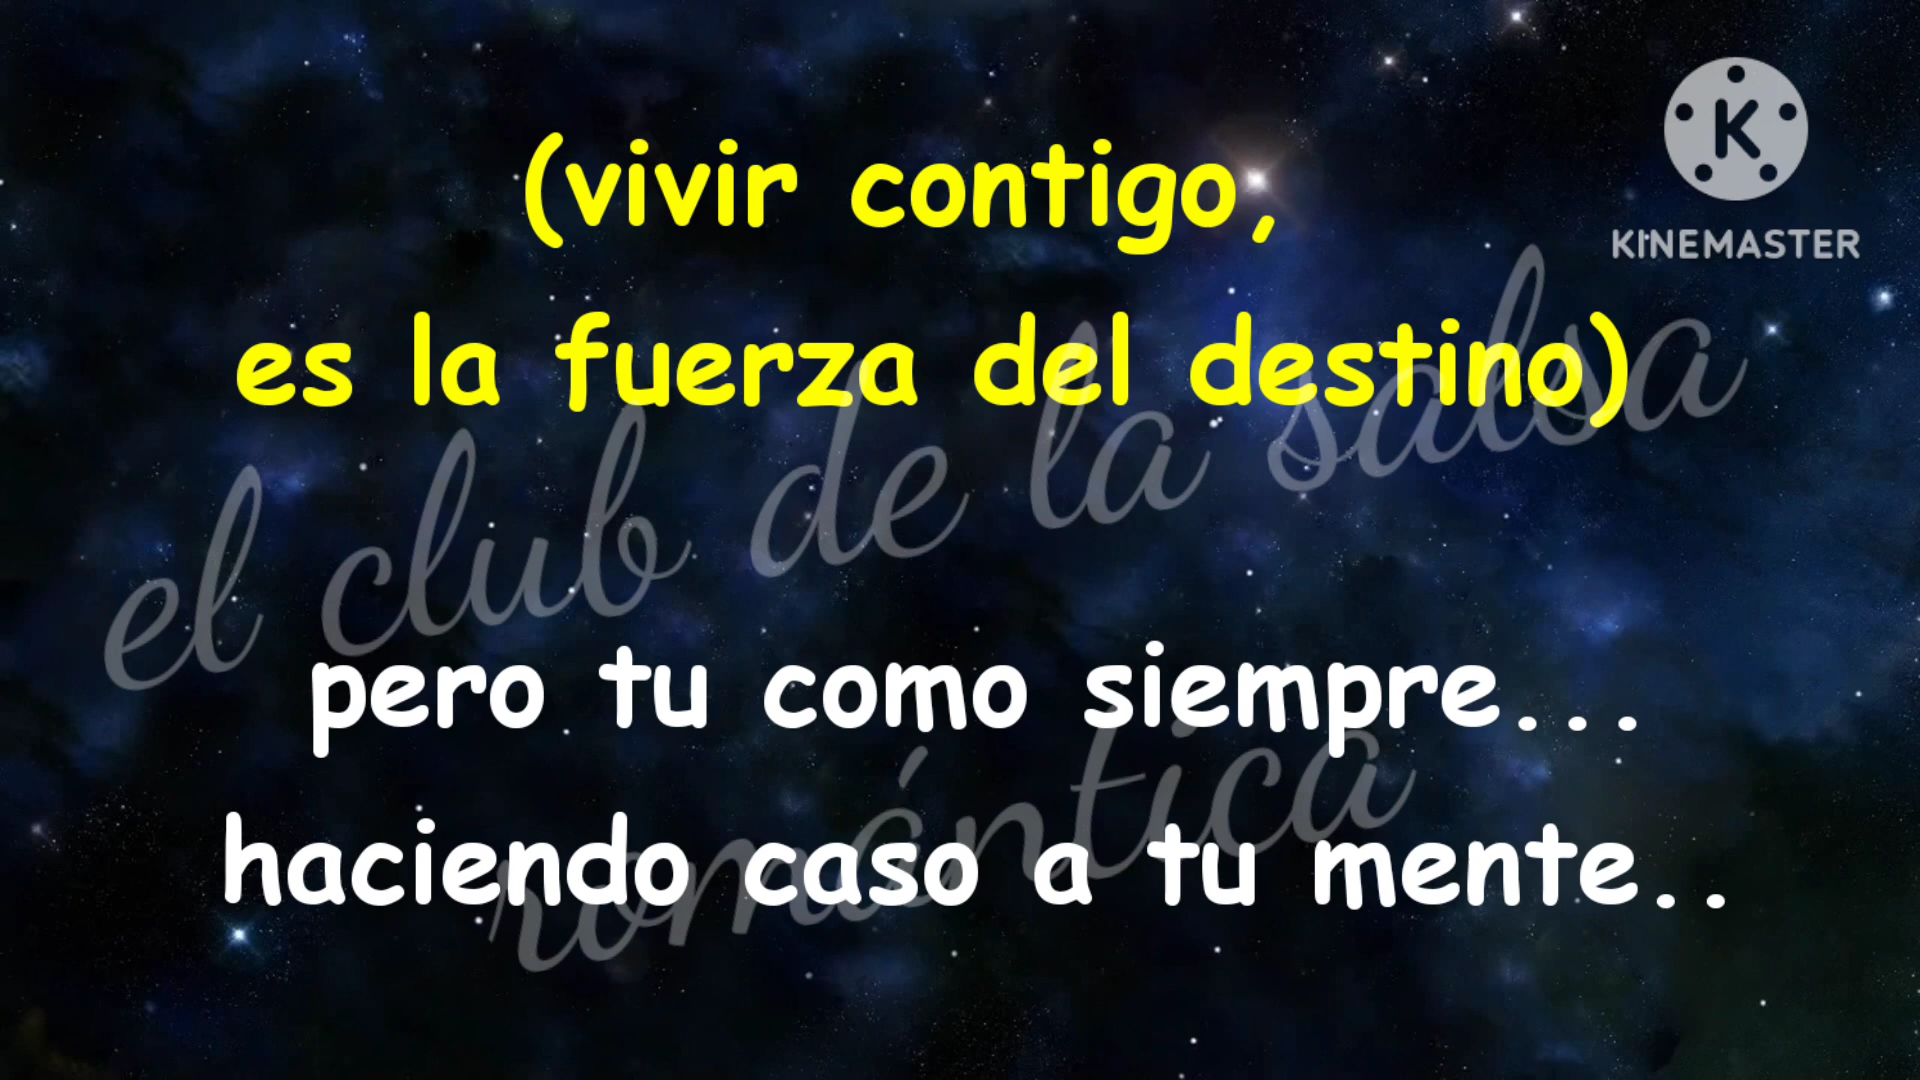 (vivir contigo,
es la fuerza del destino)
pero tu como siempre...
haciendo caso a tu mente..
el club de la salsa
romántica
K
KINEMASTER